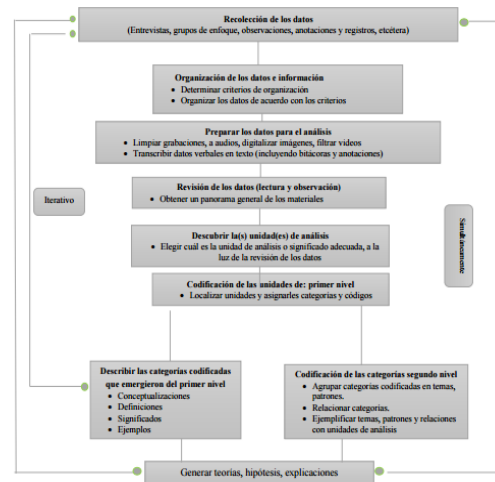 Recolección de los datos
(Entrevistas, grupos de enfoque, observaciones, anotaciones y registros, etcétera)
Organización de los datos e información
• Determinar criterios de organización
• Organizar los datos de acuerdo con los criterios
Preparar los datos para el análisis
• Limpiar grabaciones, a audios, digitalizar imágenes, filtrar videos
• Transcribir datos verbales en texto (incluyendo bitácoras y anotaciones)
Revisión de los datos (lectura y observación)
• Obtener un panorama general de los materiales
Iterativo
Simultáneamente
Descubrir la(s) unidad(es) de análisis
• Elegir cuál es la unidad de análisis o significado adecuada, a la
luz de la revisión de los datos
Codificación de las unidades de: primer nivel
• Localizar unidades y asignarles categorías y códigos
Describir las categorías codificadas
que emergieron del primer nivel
• Conceptualizaciones
• Definiciones
• Significados
• Ejemplos
Codificación de las categorías segundo nivel
• Agrupar categorías codificadas en temas,
patrones.
• Relacionar categorías.
• Ejemplificar temas, patrones y relaciones
con unidades de análisis
Generar teorías, hipótesis, explicaciones